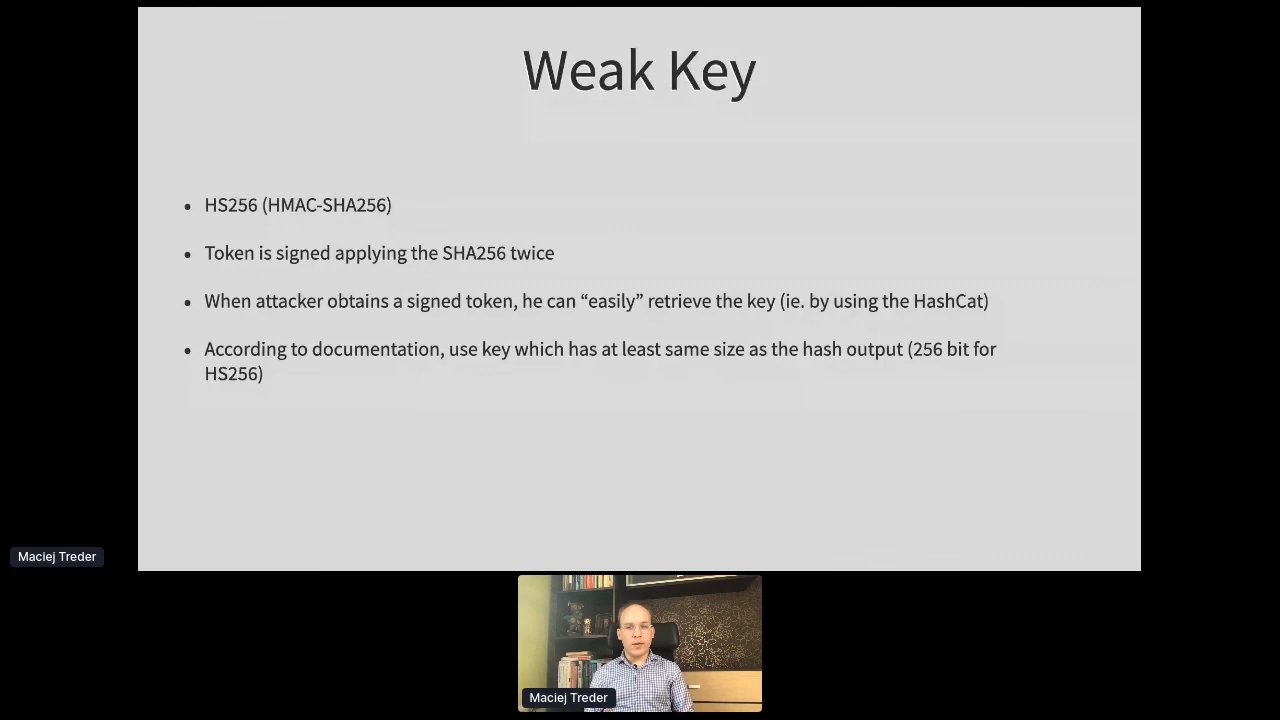 Weak Key
HS256 (HMAC-SHA256)
Token is signed applying the SHA256 twice
When attacker obtains a signed token, he can “easily” retrieve the key (ie. by using the HashCat)
According to documentation, use key which has at least same size as the hash output (256 bit for
HS256)
Maciej Treder
Maciej Treder